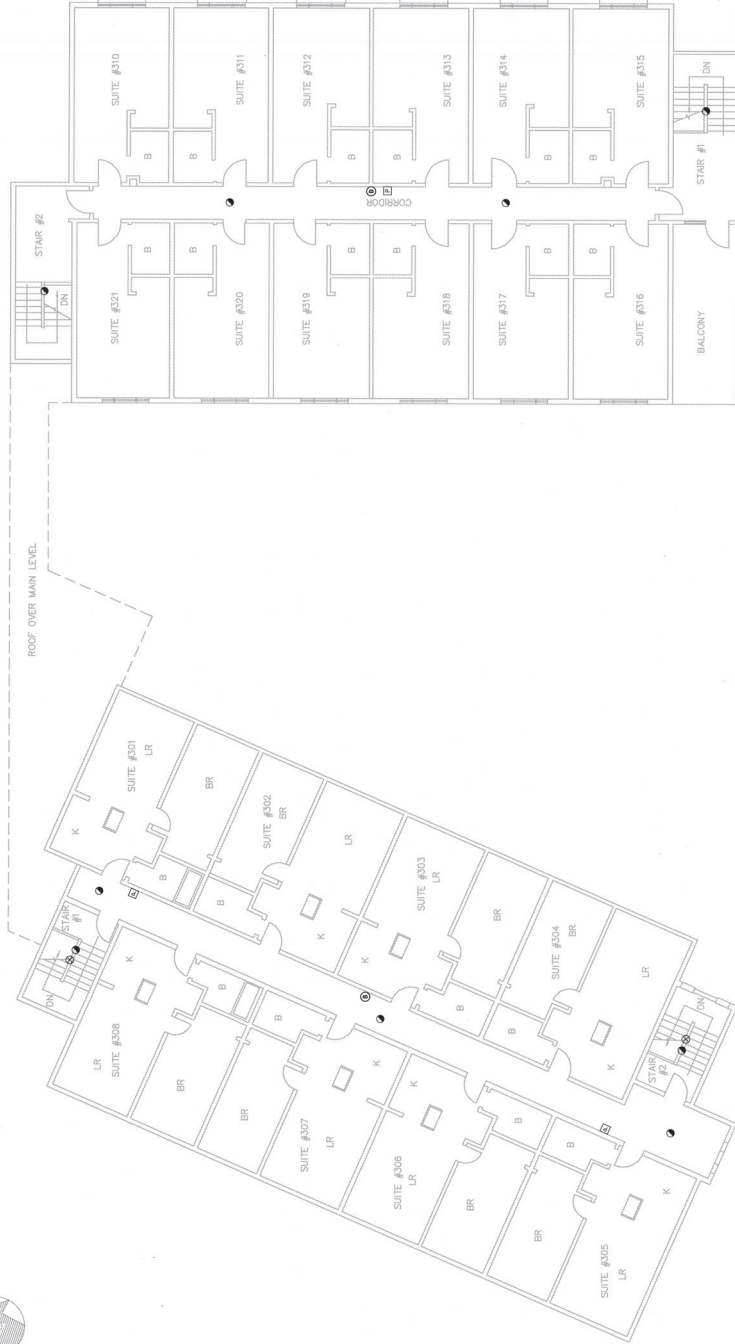 SUITE #310
SUITE #311
SUITE #312
SUITE #313
SUITE #314
SUITE #315
DN
STAIR #1
B
B
B
B
B
B
B
P
CORRIDOR
STAIR #2
DN
B
B
B
B
B
B
SUITE #321
SUITE #320
SUITE #319
SUITE #318
SUITE #317
SUITE #316
BALCONY
ROOF OVER MAIN LEVEL
SUITE #301
LR
K
BR
B
SUITE #302
BR
LR
K
B
SUITE #303
LR
K
BR
B
SUITE #304
BR
LR
K
B
STAIR
#1
DN
P
B
SUITE #308
LR
K
BR
B
SUITE #307
LR
K
BR
B
SUITE #306
LR
K
BR
B
SUITE #305
LR
K
BR
B
P
STAIR
#2
DN